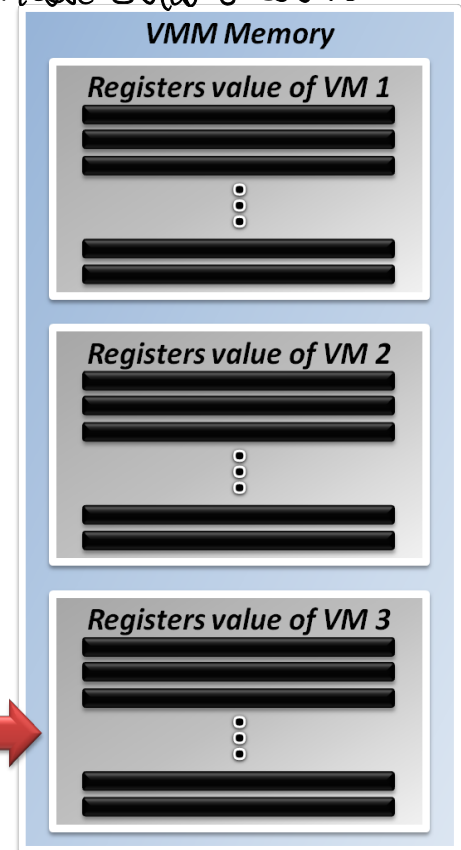 VMM Memory
Registers value of VM 1
Registers value of VM 2
Registers value of VM 3